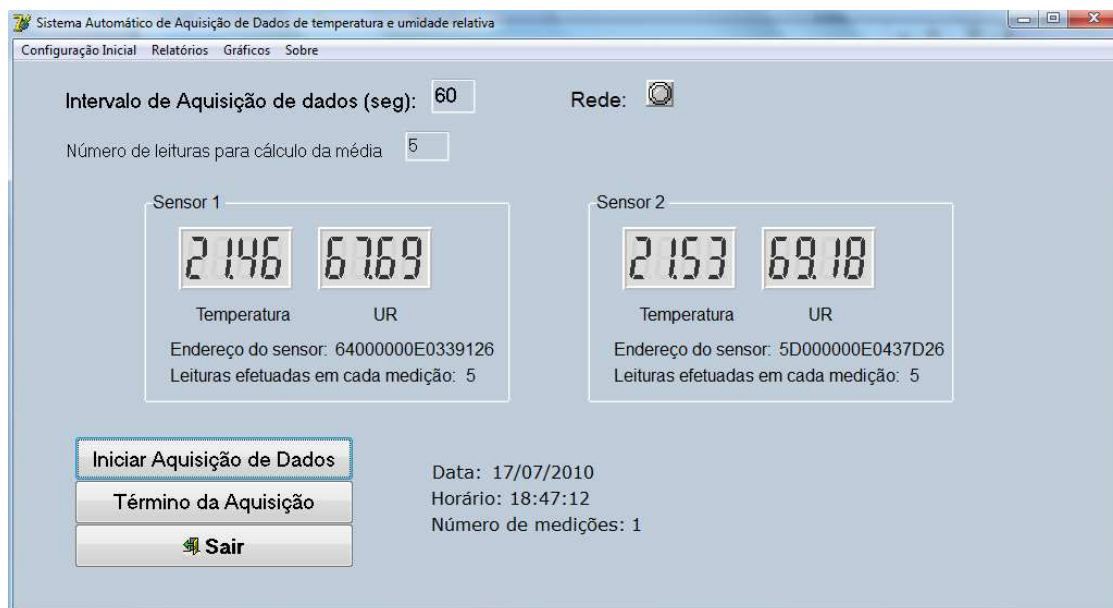 Sistema Automático de Aquisição de Dados de temperatura e umidade relativa
Configuração Inicial Relatórios Gráficos Sobre
Intervalo de Aquisição de dados (seg): 60 Rede:
Número de leituras para cálculo da média 5
Sensor 1 Sensor 2
21.46 67.69 21.53 69.18
Temperatura UR Temperatura UR
Endereço do sensor: 64000000E0339126 Endereço do sensor: 5D000000E0437D26
Leituras efetuadas em cada medição: 5 Leituras efetuadas em cada medição: 5
Iniciar Aquisição de Dados
Término da Aquisição
Sair
Data: 17/07/2010
Horário: 18:47:12
Número de medições: 1